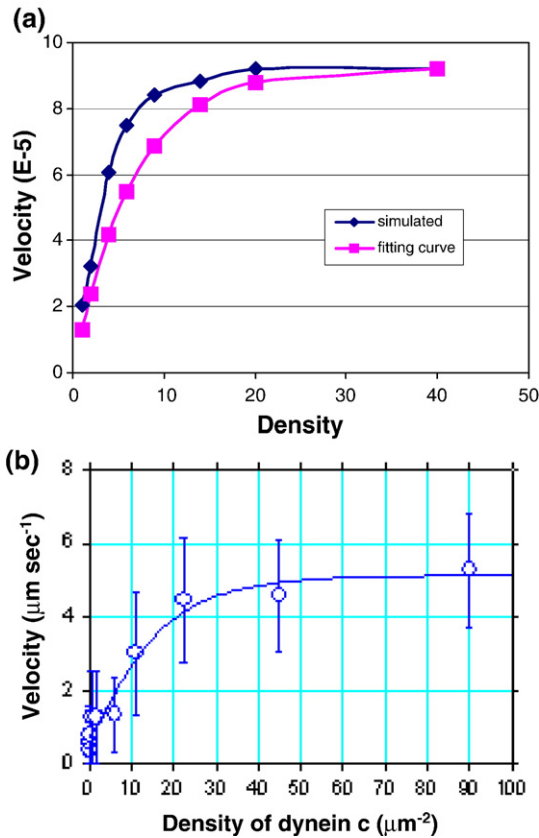 (a)
10
8
6
4
2
0
Velocity (E-5)
simulated
fitting curve
0 10 20 30 40 50
Density
(b)
8
6
4
2
0
Velocity (μm sec⁻¹)
0 10 20 30 40 50 60 70 80 90 100
Density of dynein c (μm⁻²)